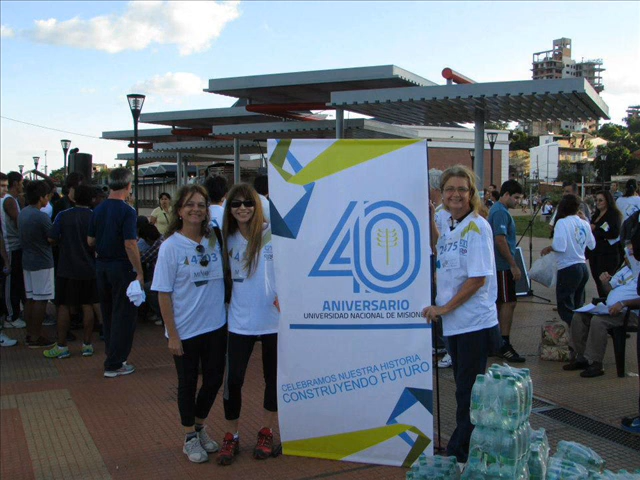 40
ANIVERSARIO
UNIVERSIDAD NACIONAL DE MISIONES
CELEBRAMOS NUESTRA HISTORIA
CONSTRUYENDO FUTURO